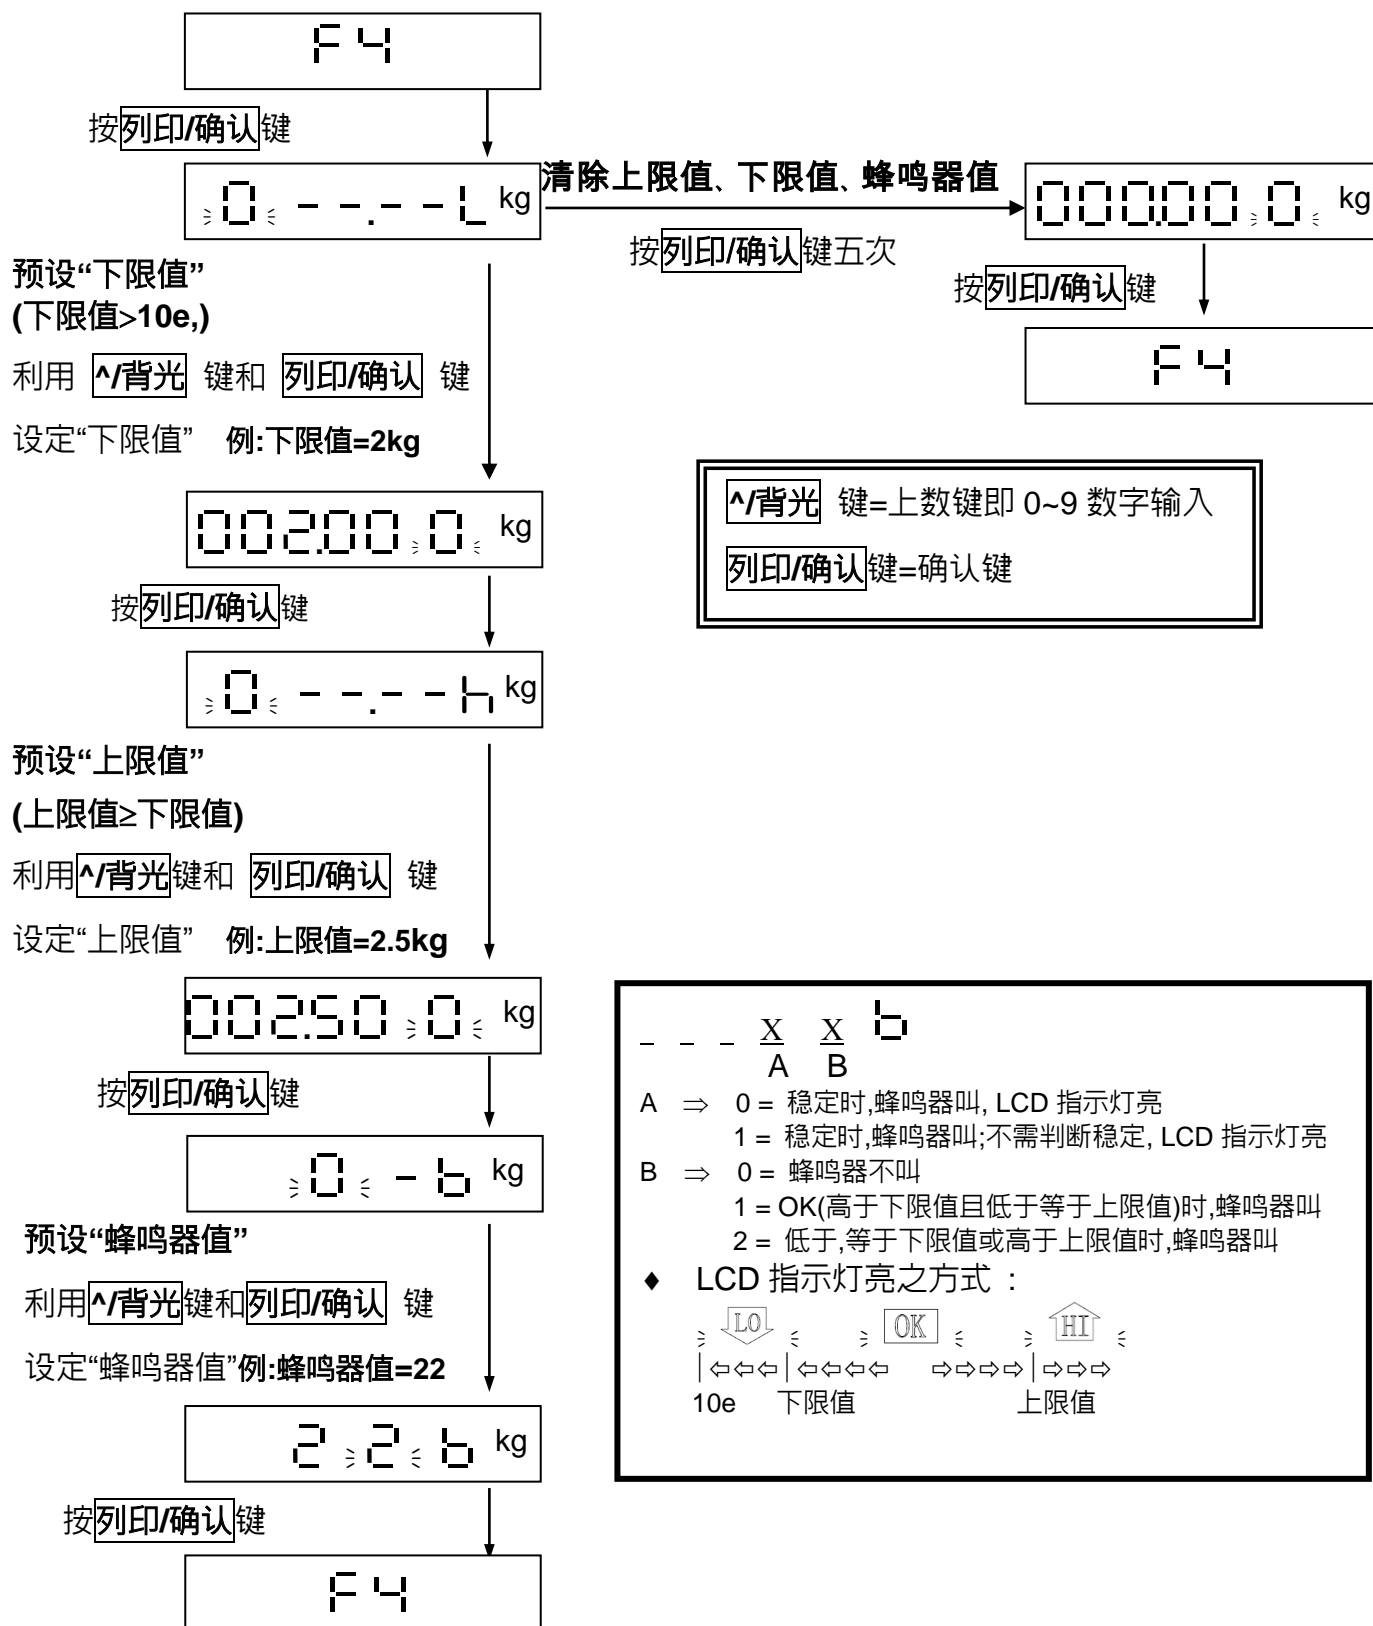 F4
按列印/确认键
0 - -.- - L kg
清除上限值、下限值、蜂鸣器值
000.00 0 kg
按列印/确认键五次
按列印/确认键
F4
预设“下限值”
(下限值>10e,)
利用 ^/背光 键和 列印/确认 键
设定“下限值” 例:下限值=2kg
002.00 0 kg
^/背光 键=上数键即 0~9 数字输入
列印/确认键=确认键
按列印/确认键
0 - -.- - h kg
预设“上限值”
(上限值≥下限值)
利用^/背光键和 列印/确认 键
设定“上限值” 例:上限值=2.5kg
002.50 0 kg
按列印/确认键
0 - b kg
预设“蜂鸣器值”
利用^/背光键和列印/确认 键
设定“蜂鸣器值”例:蜂鸣器值=22
2 2 b kg
按列印/确认键
F4
_ _ _ X X b
A B
A ⇒ 0 = 稳定时,蜂鸣器叫, LCD 指示灯亮
1 = 稳定时,蜂鸣器叫;不需判断稳定, LCD 指示灯亮
B ⇒ 0 = 蜂鸣器不叫
1 = OK(高于下限值且低于等于上限值)时,蜂鸣器叫
2 = 低于,等于下限值或高于上限值时,蜂鸣器叫
♦ LCD 指示灯亮之方式 :
LO OK HI
|⇦⇦⇦|⇦⇦⇦⇦ ⇨⇨⇨⇨|⇨⇨⇨
10e 下限值 上限值